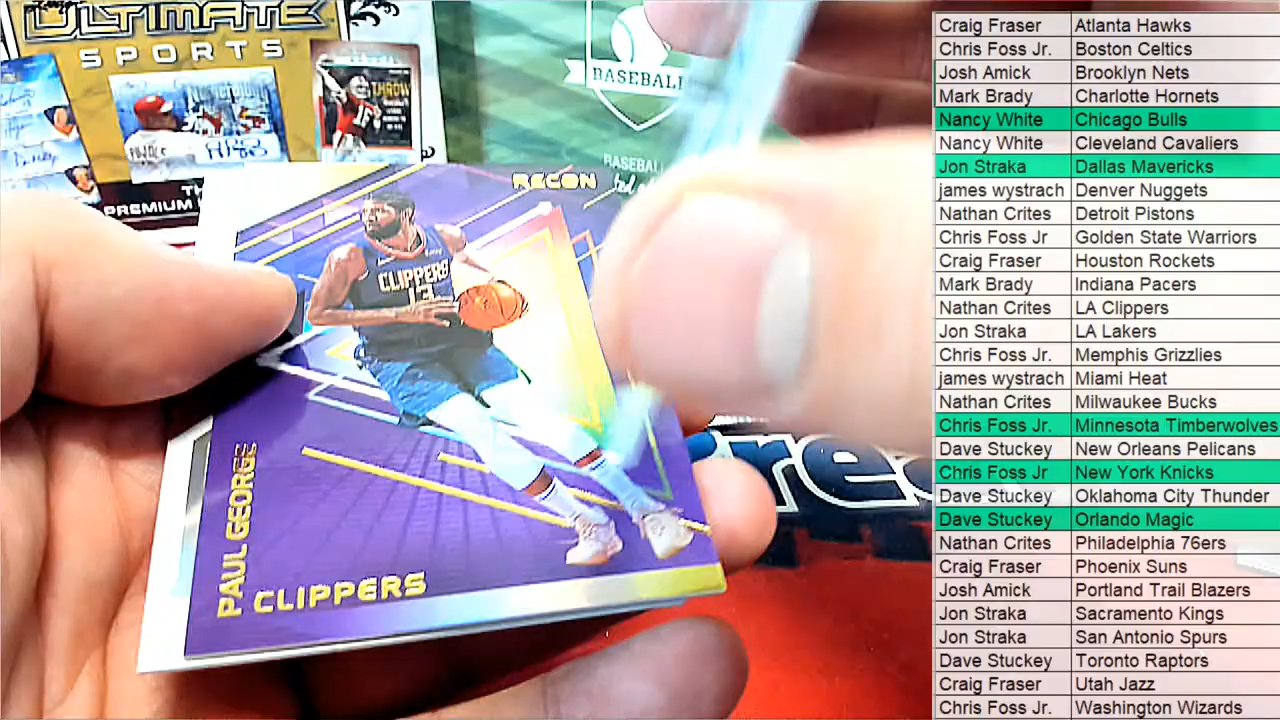 ULTIMATE
SPORTS
THROW
BASEBALL
BASEBALL
PREMIUM
RECON
CLIPPERS
13
PAUL GEORGE
CLIPPERS
Craig Fraser Atlanta Hawks
Chris Foss Jr. Boston Celtics
Josh Amick Brooklyn Nets
Mark Brady Charlotte Hornets
Nancy White Chicago Bulls
Nancy White Cleveland Cavaliers
Jon Straka Dallas Mavericks
james wystrach Denver Nuggets
Nathan Crites Detroit Pistons
Chris Foss Jr Golden State Warriors
Craig Fraser Houston Rockets
Mark Brady Indiana Pacers
Nathan Crites LA Clippers
Jon Straka LA Lakers
Chris Foss Jr. Memphis Grizzlies
james wystrach Miami Heat
Nathan Crites Milwaukee Bucks
Chris Foss Jr. Minnesota Timberwolves
Dave Stuckey New Orleans Pelicans
Chris Foss Jr New York Knicks
Dave Stuckey Oklahoma City Thunder
Dave Stuckey Orlando Magic
Nathan Crites Philadelphia 76ers
Craig Fraser Phoenix Suns
Josh Amick Portland Trail Blazers
Jon Straka Sacramento Kings
Jon Straka San Antonio Spurs
Dave Stuckey Toronto Raptors
Craig Fraser Utah Jazz
Chris Foss Jr. Washington Wizards